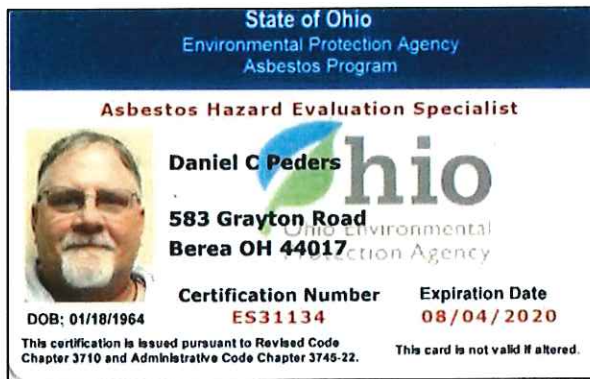 State of Ohio
Environmental Protection Agency
Asbestos Program
Asbestos Hazard Evaluation Specialist
Daniel C Peders
Ohio
583 Grayton Road
Ohio Environmental
Berea OH 44017
Protection Agency
Certification Number
Expiration Date
DOB; 01/18/1964
ES31134
08/04/2020
This certification is issued pursuant to Revised Code
Chapter 3710 and Administrative Code Chapter 3745-22.
This card is not valid if altered.